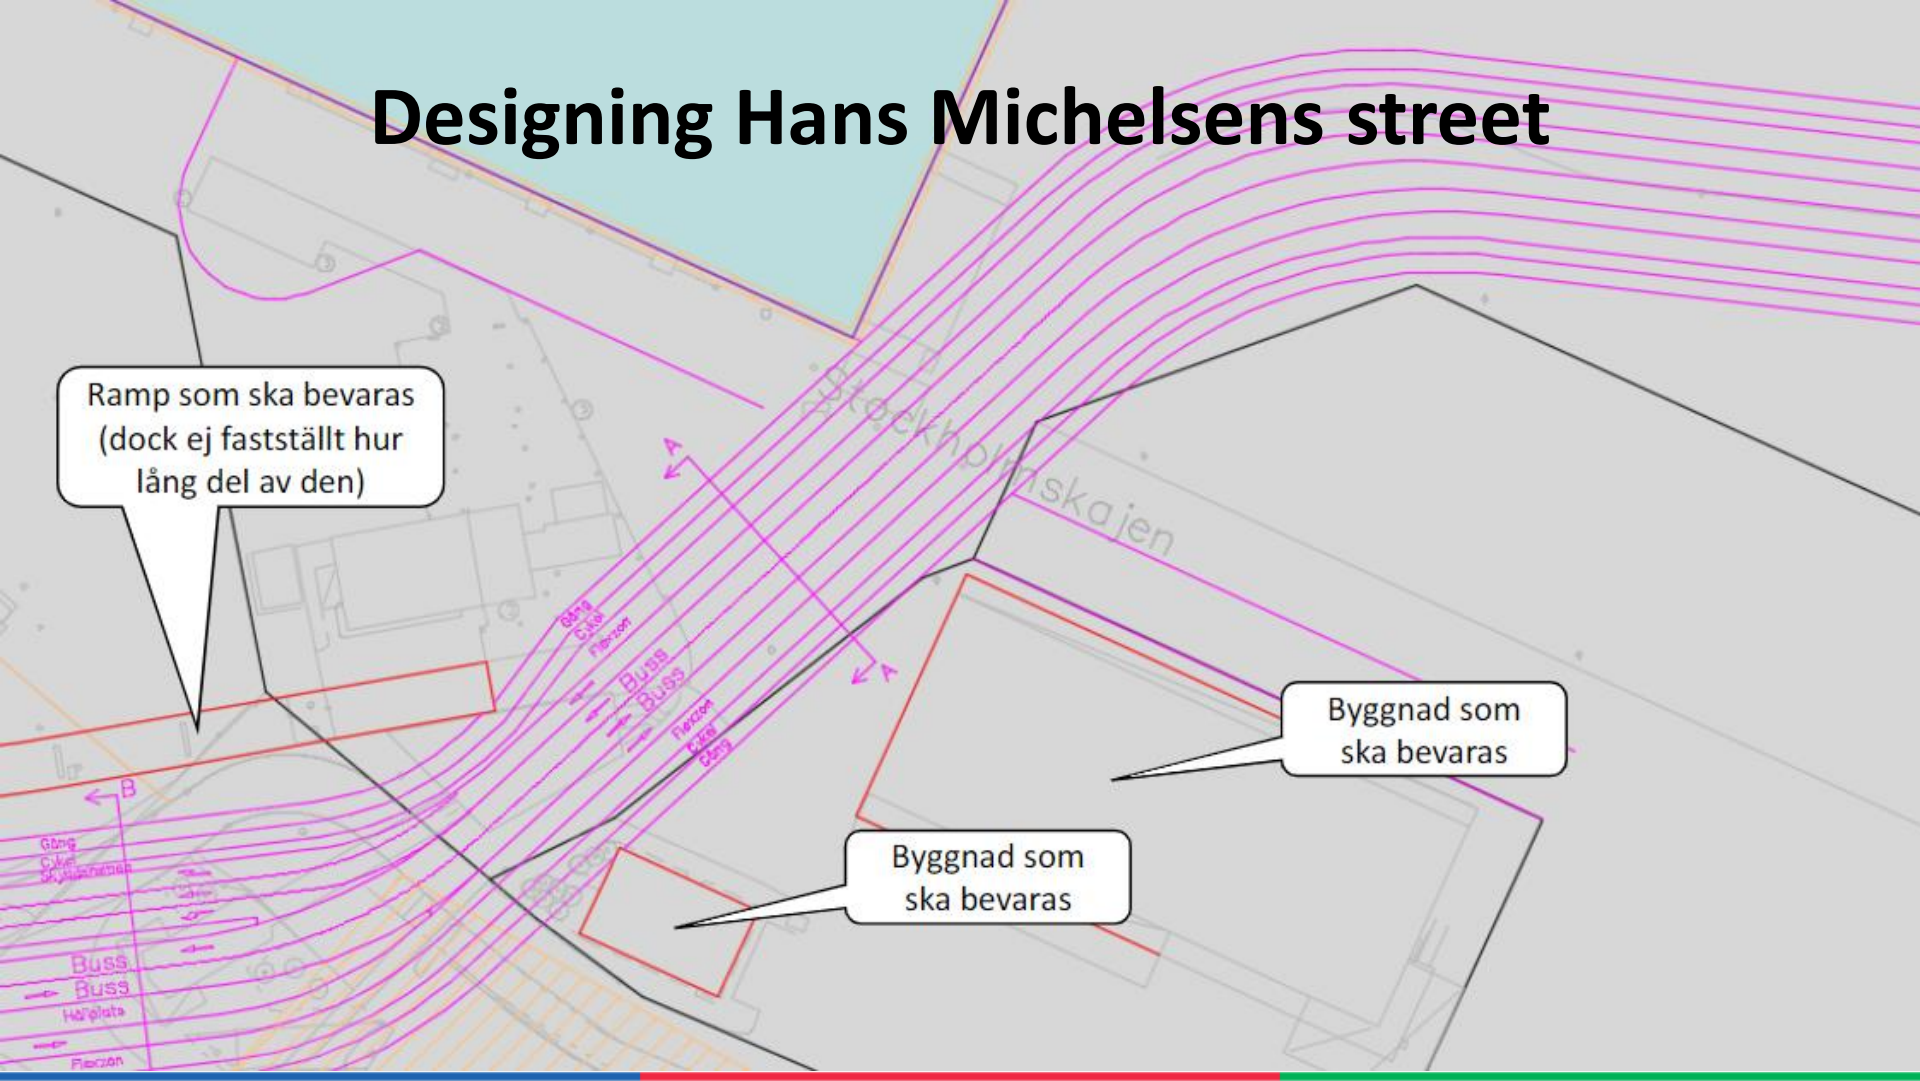 Designing Hans Michelsens street
Ramp som ska bevaras
(dock ej fastställt hur
lång del av den)
Stockholmskajen
A
A
Gång
Cykel
Flexzon
Buss
Buss
Flexzon
Cykel
Gång
Byggnad som
ska bevaras
Byggnad som
ska bevaras
B
Gång
Cykel
Buss
Buss
Hållplats
Flexzon